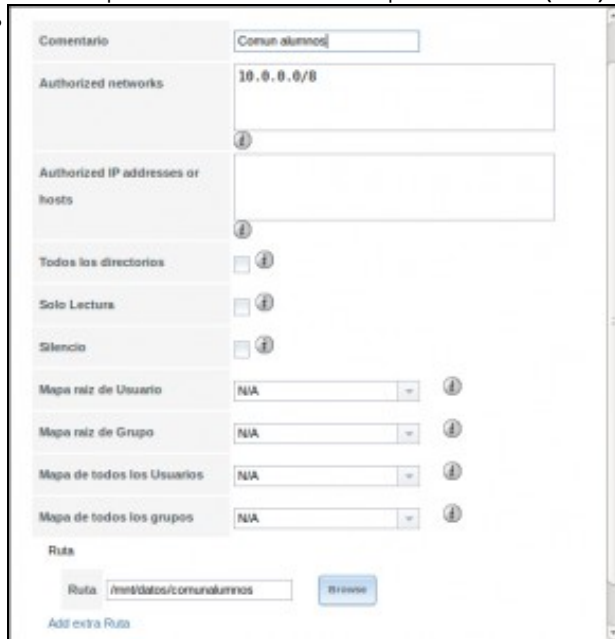 Comentario
Comun alumnos
Authorized networks
10.0.0.0/8
Authorized IP addresses or
hosts
Todos los directorios
Solo Lectura
Silencio
Mapa raiz de Usuario
N/A
Mapa raiz de Grupo
N/A
Mapa de todos los Usuarios
N/A
Mapa de todos los grupos
N/A
Ruta
Ruta
/mnt/datos/comunalumnos
Browse
Add extra Ruta